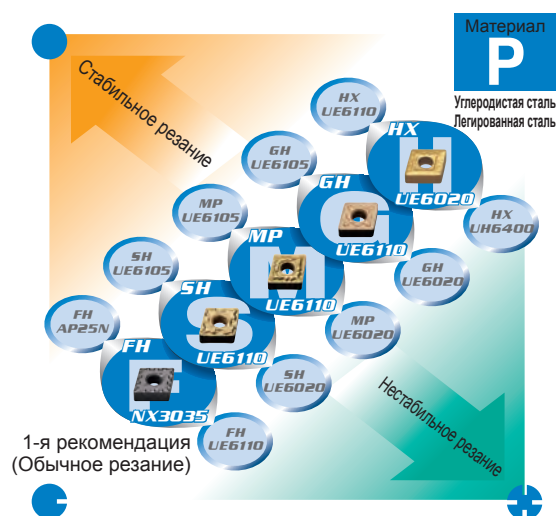 Материал
P
Углеродистая сталь
Легированная сталь
Стабильное резание
HX
UE6110
HX
H
UE6020
HX
UH6400
GH
UE6105
GH
G
UE6110
GH
UE6020
MP
UE6105
MP
M
UE6110
MP
UE6020
SH
UE6105
SH
S
UE6110
SH
UE6020
FH
AP25N
FH
F
NX3035
FH
UE6110
Нестабильное резание
1-я рекомендация
(Обычное резание)